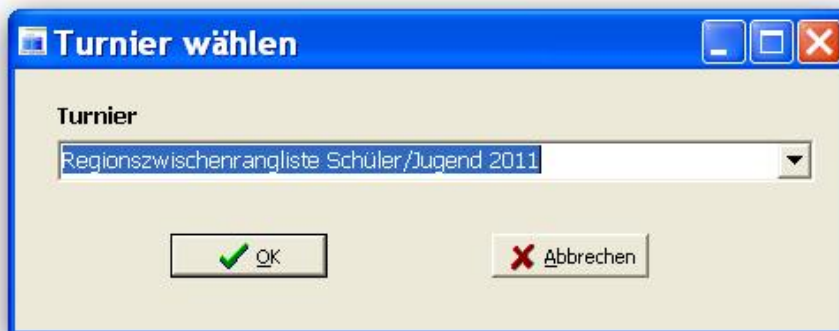 Turnier wählen
Turnier
Regionszwischenrangliste Schüler/Jugend 2011
OK
Abbrechen